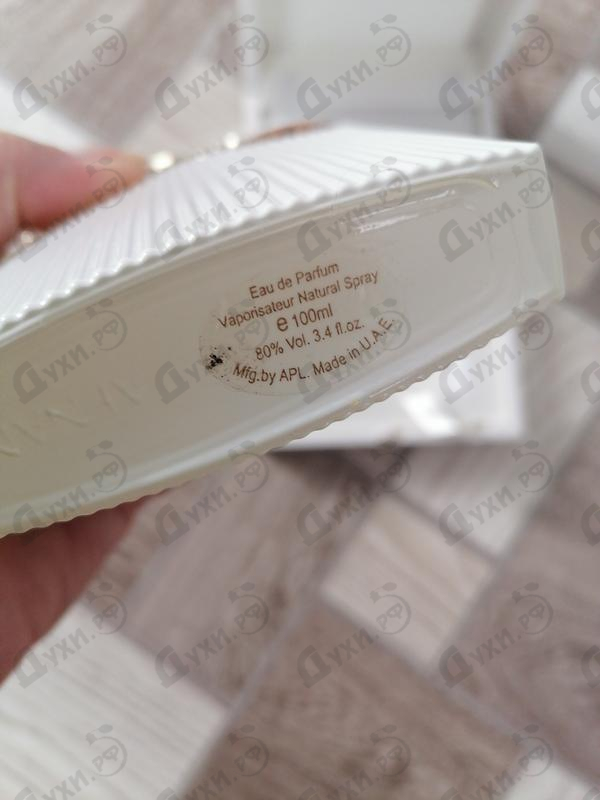 Eau de Parfum
Vaporisateur Natural Spray
e 100ml
80% Vol. 3.4 fl.oz.
Mfg.by APL. Made in U.A.E.
Духи.РФ